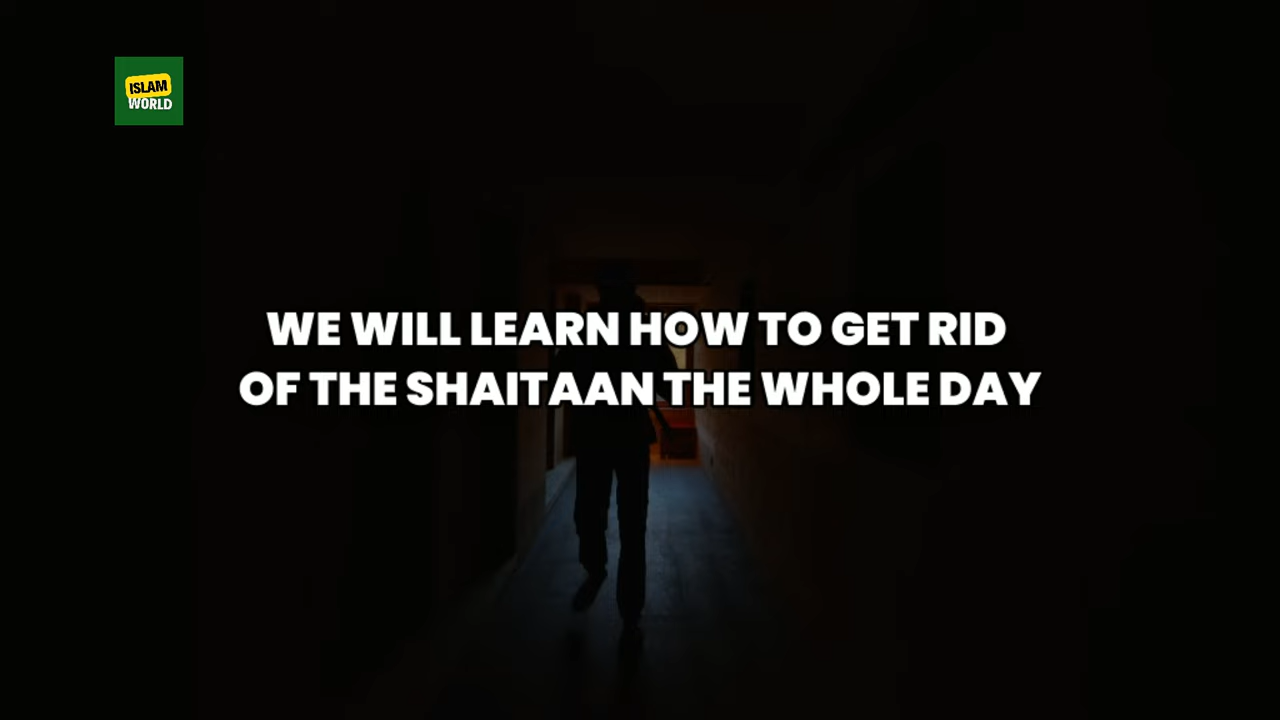 ISLAM
WORLD
WE WILL LEARN HOW TO GET RID
OF THE SHAITAAN THE WHOLE DAY